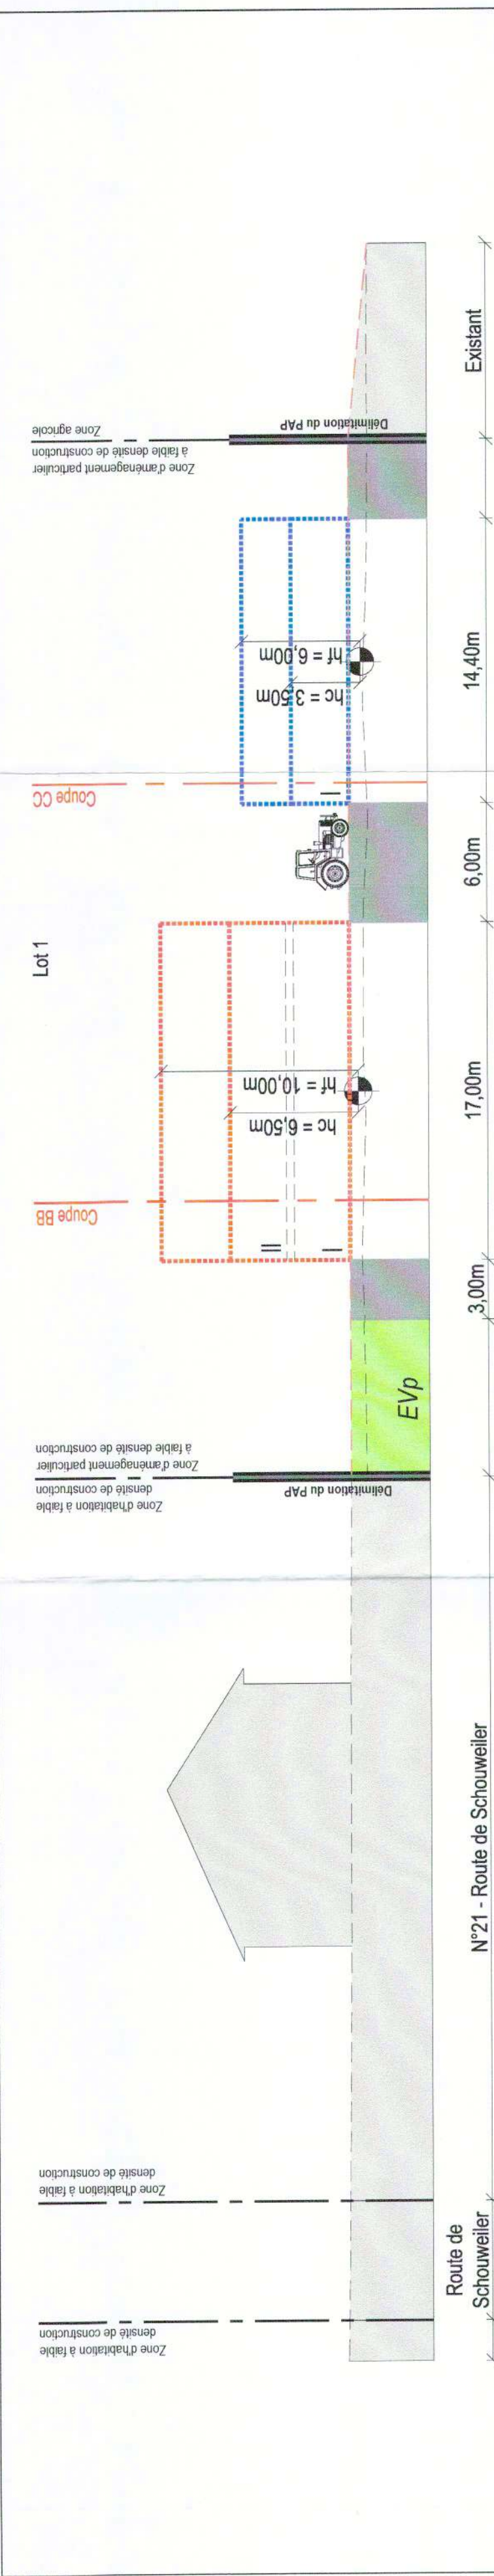 Zone d'habitation à faible
densité de construction
Route de
Schouweiler
Zone d'habitation à faible
densité de construction
N°21 - Route de Schouweiler
Zone d'habitation à faible
densité de construction
Zone d'aménagement particulier
à faible densité de construction
Délimitation du PAP
EVp
3,00m
Coupe BB
I
II
hc = 6,50m
hf = 10,00m
17,00m
Lot 1
6,00m
Coupe CC
I
hc = 3,50m
hf = 6,00m
14,40m
Zone d'aménagement particulier
à faible densité de construction
Zone agricole
Délimitation du PAP
Existant